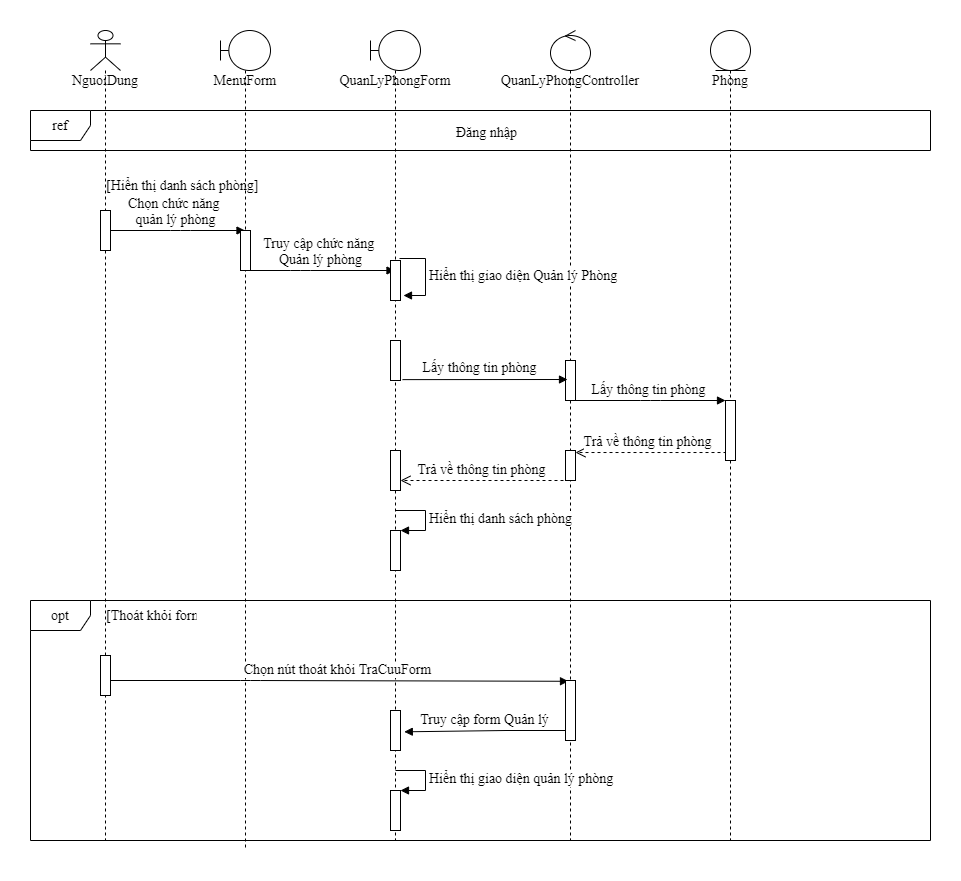 NguoiDung
MenuForm
QuanLyPhongForm
QuanLyPhongController
Phòng
ref
Đăng nhập
[Hiển thị danh sách phòng]
Chọn chức năng
quản lý phòng
Truy cập chức năng
Quản lý phòng
Hiển thị giao diện Quản lý Phòng
Lấy thông tin phòng
Lấy thông tin phòng
Trả về thông tin phòng
Trả về thông tin phòng
Hiển thị danh sách phòng
opt
[Thoát khỏi form
Chọn nút thoát khỏi TraCuuForm
Truy cập form Quản lý
Hiển thị giao diện quản lý phòng